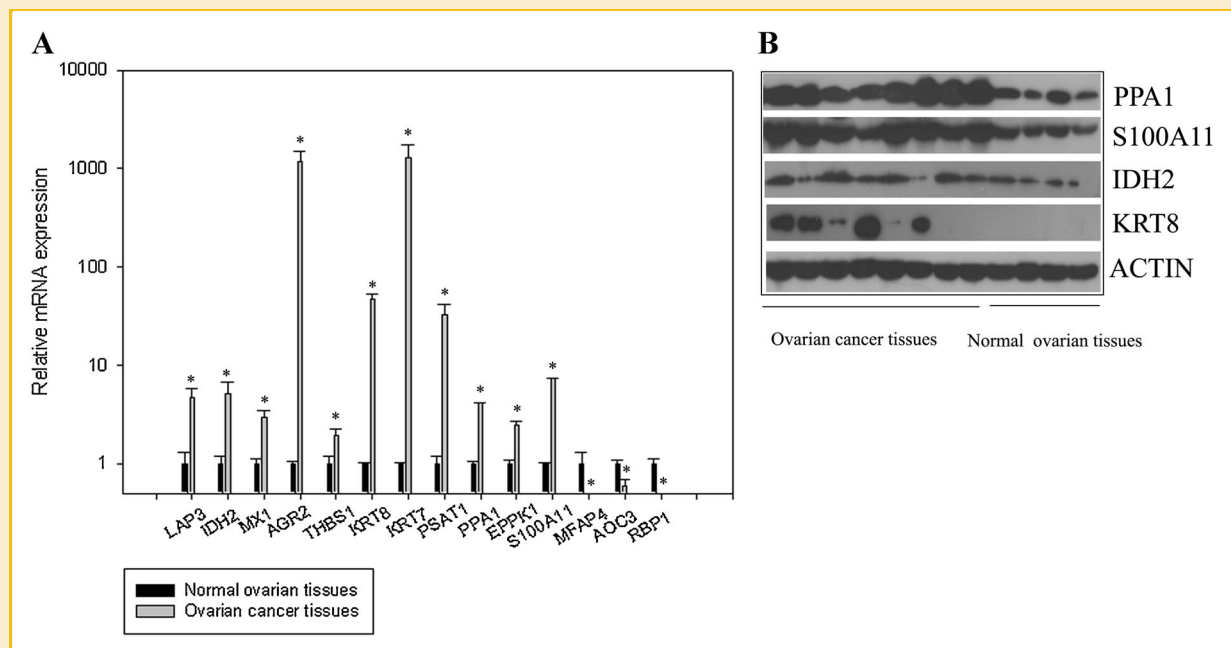 A
10000
1000
100
10
1
Relative mRNA expression
*
*
*
*
*
*
*
*
*
*
*
*
*
*
LAP3
IDH2
MX1
AGR2
THBS1
KRT8
KRT7
PSAT1
PPA1
EPPK1
S100A11
MFAP4
AOC3
RBP1
Normal ovarian tissues
Ovarian cancer tissues
B
PPA1
S100A11
IDH2
KRT8
ACTIN
Ovarian cancer tissues
Normal ovarian tissues